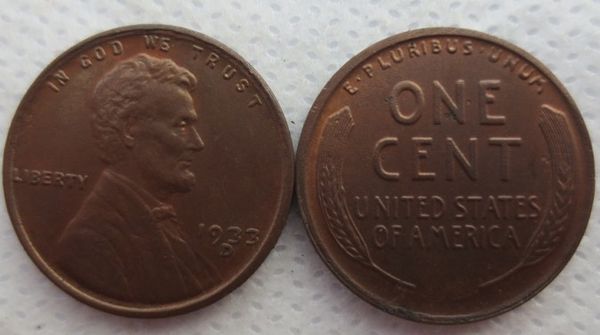 IN GOD WE TRUST
LIBERTY
1933
D
E·PLURIBUS·UNUM
ONE
CENT
UNITED STATES
OF AMERICA